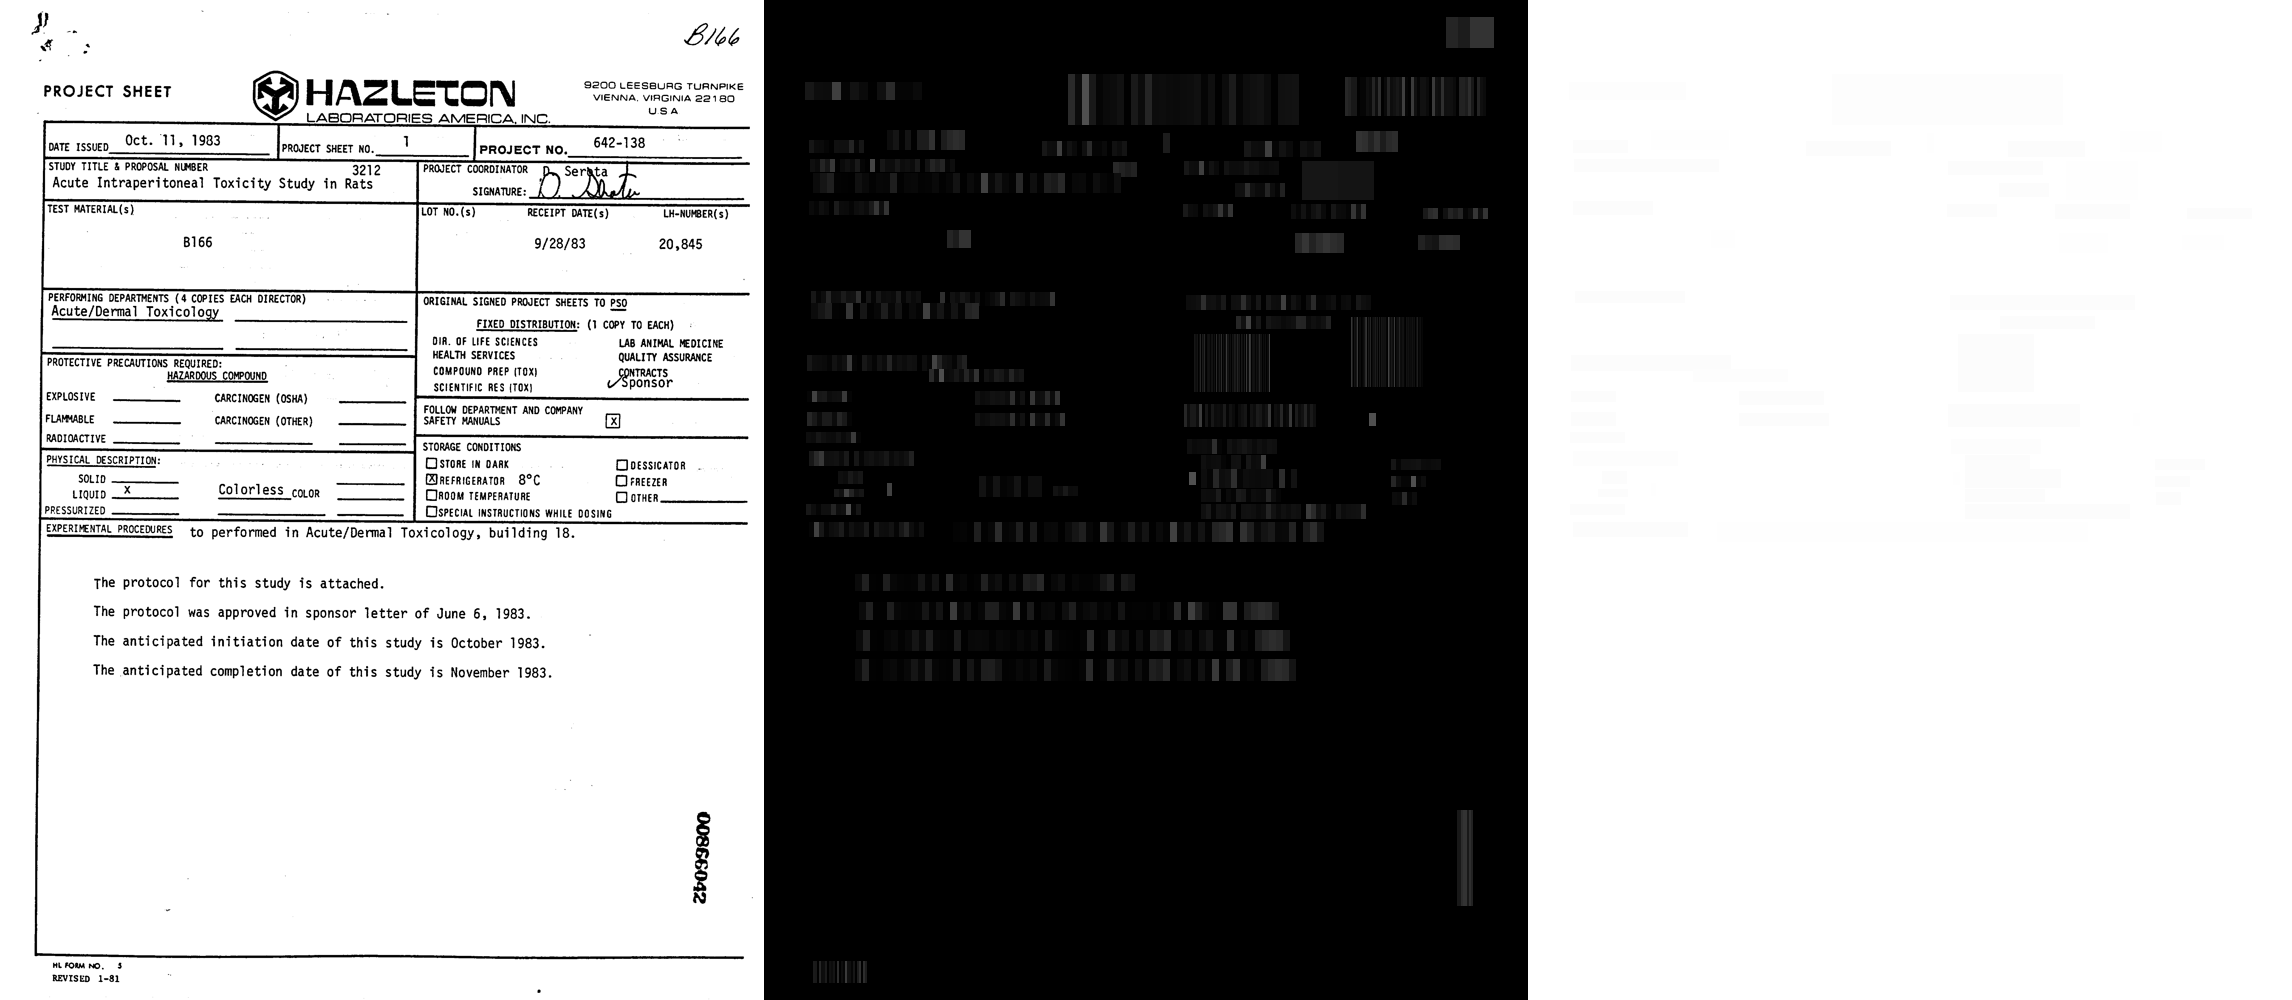 B166
PROJECT SHEET
HAZLETON
LABORATORIES AMERICA, INC.
9200 LEESBURG TURNPIKE
VIENNA, VIRGINIA 22180
USA
DATE ISSUED Oct. 11, 1983
PROJECT SHEET NO. 1
PROJECT NO. 642-138
STUDY TITLE & PROPOSAL NUMBER 3212
Acute Intraperitoneal Toxicity Study in Rats
PROJECT COORDINATOR D. Serota
SIGNATURE:
TEST MATERIAL(s)
B166
LOT NO.(s) RECEIPT DATE(s) LH-NUMBER(s)
9/28/83 20,845
PERFORMING DEPARTMENTS (4 COPIES EACH DIRECTOR)
Acute/Dermal Toxicology
ORIGINAL SIGNED PROJECT SHEETS TO PSO
FIXED DISTRIBUTION: (1 COPY TO EACH)
DIR. OF LIFE SCIENCES
HEALTH SERVICES
COMPOUND PREP (TOX)
SCIENTIFIC RES (TOX)
LAB ANIMAL MEDICINE
QUALITY ASSURANCE
CONTRACTS
✓Sponsor
PROTECTIVE PRECAUTIONS REQUIRED:
HAZARDOUS COMPOUND
EXPLOSIVE CARCINOGEN (OSHA)
FLAMMABLE CARCINOGEN (OTHER)
RADIOACTIVE
FOLLOW DEPARTMENT AND COMPANY
SAFETY MANUALS X
PHYSICAL DESCRIPTION:
SOLID
LIQUID X Colorless COLOR
PRESSURIZED
STORAGE CONDITIONS
STORE IN DARK DESSICATOR
X REFRIGERATOR 8°C FREEZER
ROOM TEMPERATURE OTHER
SPECIAL INSTRUCTIONS WHILE DOSING
EXPERIMENTAL PROCEDURES to performed in Acute/Dermal Toxicology, building 18.
The protocol for this study is attached.
The protocol was approved in sponsor letter of June 6, 1983.
The anticipated initiation date of this study is October 1983.
The anticipated completion date of this study is November 1983.
00866042
HL FORM NO. 5
REVISED 1-81